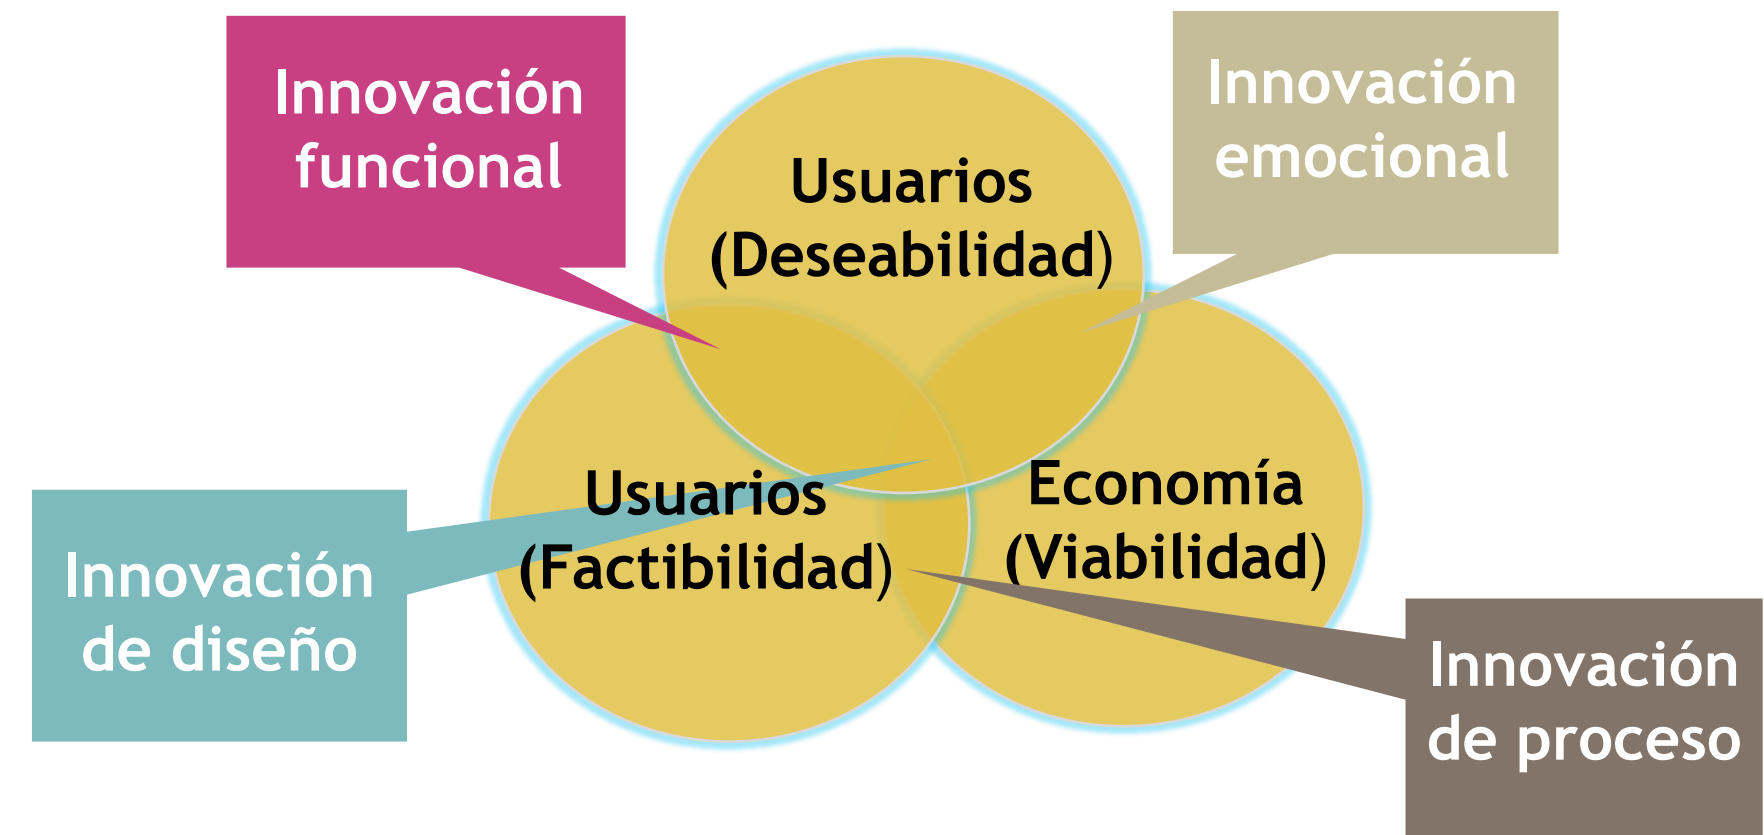 Innovación
funcional
Innovación
emocional
Usuarios
(Deseabilidad)
Usuarios
(Factibilidad)
Economía
(Viabilidad)
Innovación
de diseño
Innovación
de proceso